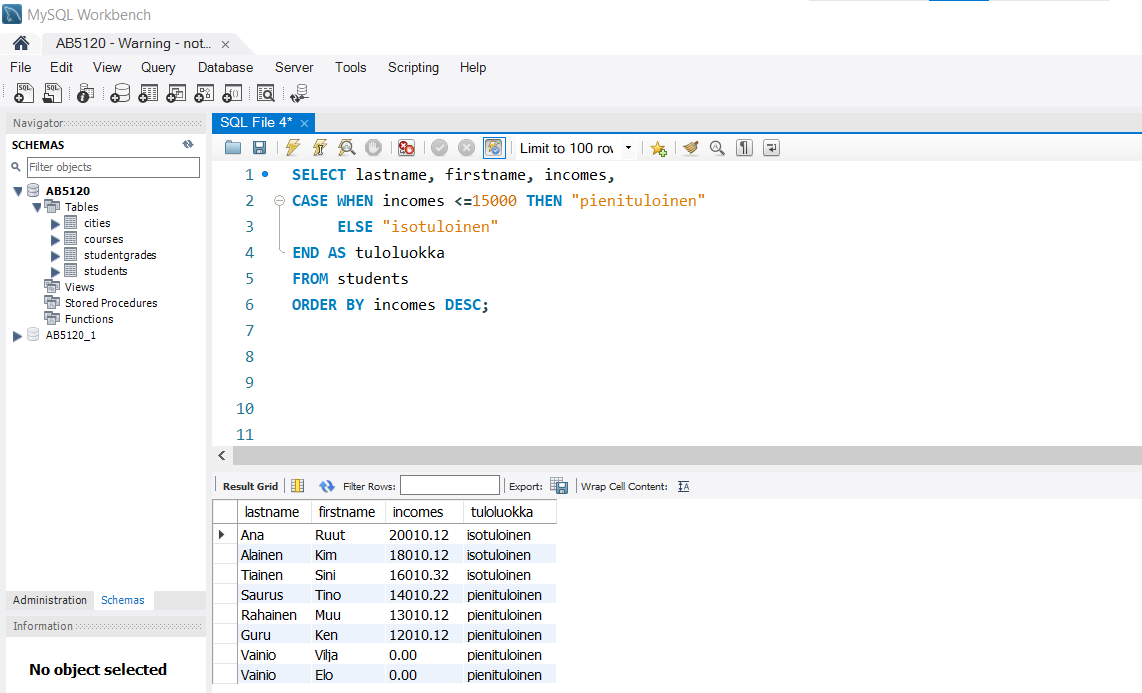 MySQL Workbench
AB5120 - Warning - not... ×
File Edit View Query Database Server Tools Scripting Help
Navigator
SCHEMAS
Filter objects
AB5120
Tables
cities
courses
studentgrades
students
Views
Stored Procedures
Functions
AB5120_1
Administration Schemas
Information
No object selected
SQL File 4* ×
Limit to 100 rov
1 SELECT lastname, firstname, incomes,
2 CASE WHEN incomes <=15000 THEN "pienituloinen"
3 ELSE "isotuloinen"
4 END AS tuloluokka
5 FROM students
6 ORDER BY incomes DESC;
7
8
9
10
11
Result Grid Filter Rows: Export: Wrap Cell Content:
lastname firstname incomes tuloluokka
Ana Ruut 20010.12 isotuloinen
Alainen Kim 18010.12 isotuloinen
Tiainen Sini 16010.32 isotuloinen
Saurus Tino 14010.22 pienituloinen
Rahainen Muu 13010.12 pienituloinen
Guru Ken 12010.12 pienituloinen
Vainio Vilja 0.00 pienituloinen
Vainio Elo 0.00 pienituloinen